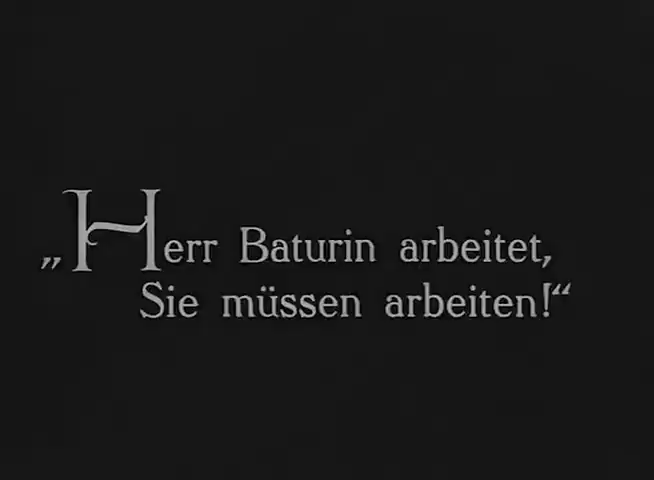 „Herr Baturin arbeitet,
Sie müssen arbeiten!“